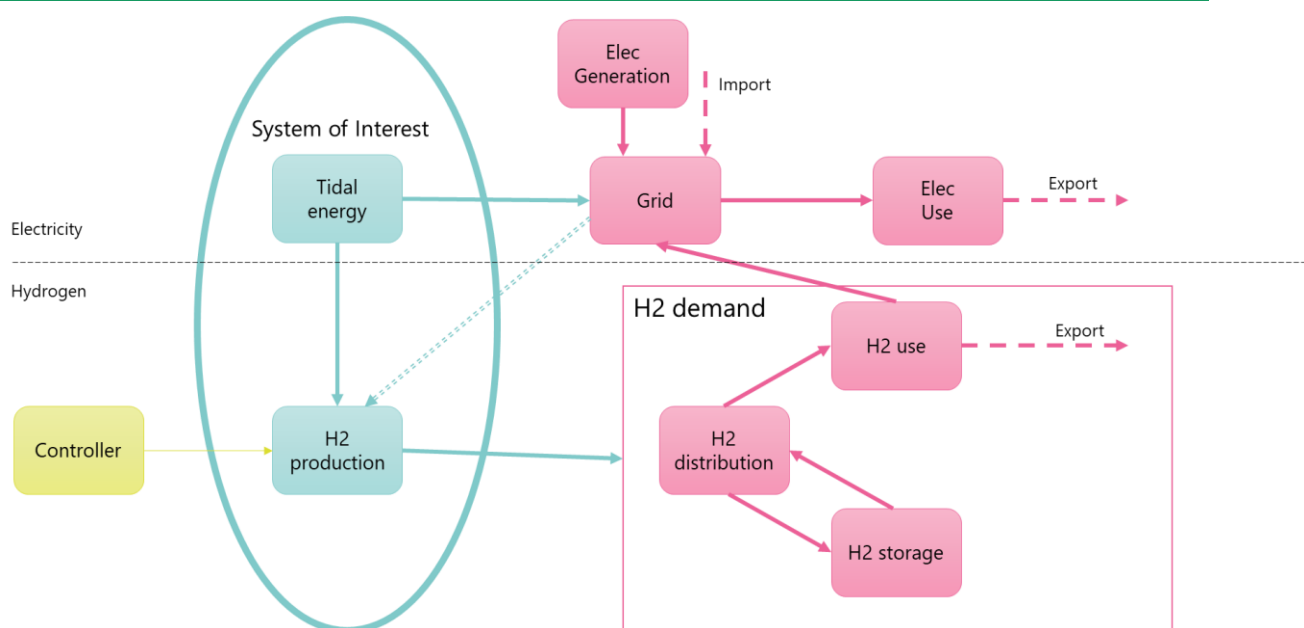 Elec
Generation
Import
System of Interest
Tidal
energy
Grid
Elec
Use
Export
Electricity
Hydrogen
H2 demand
H2 use
Export
Controller
H2
production
H2
distribution
H2 storage